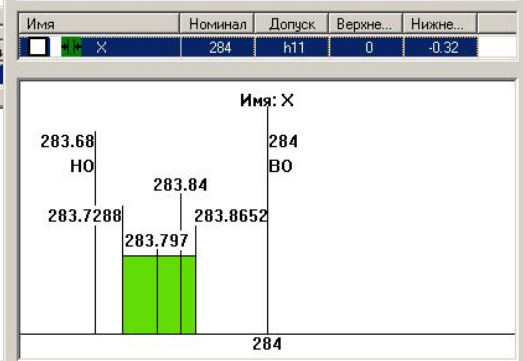 Имя Номинал Допуск Верхне... Нижне...
X 284 h11 0 -0.32
Имя: X
283.68 284
НО ВО
283.84
283.7288 283.8652
283.797
284